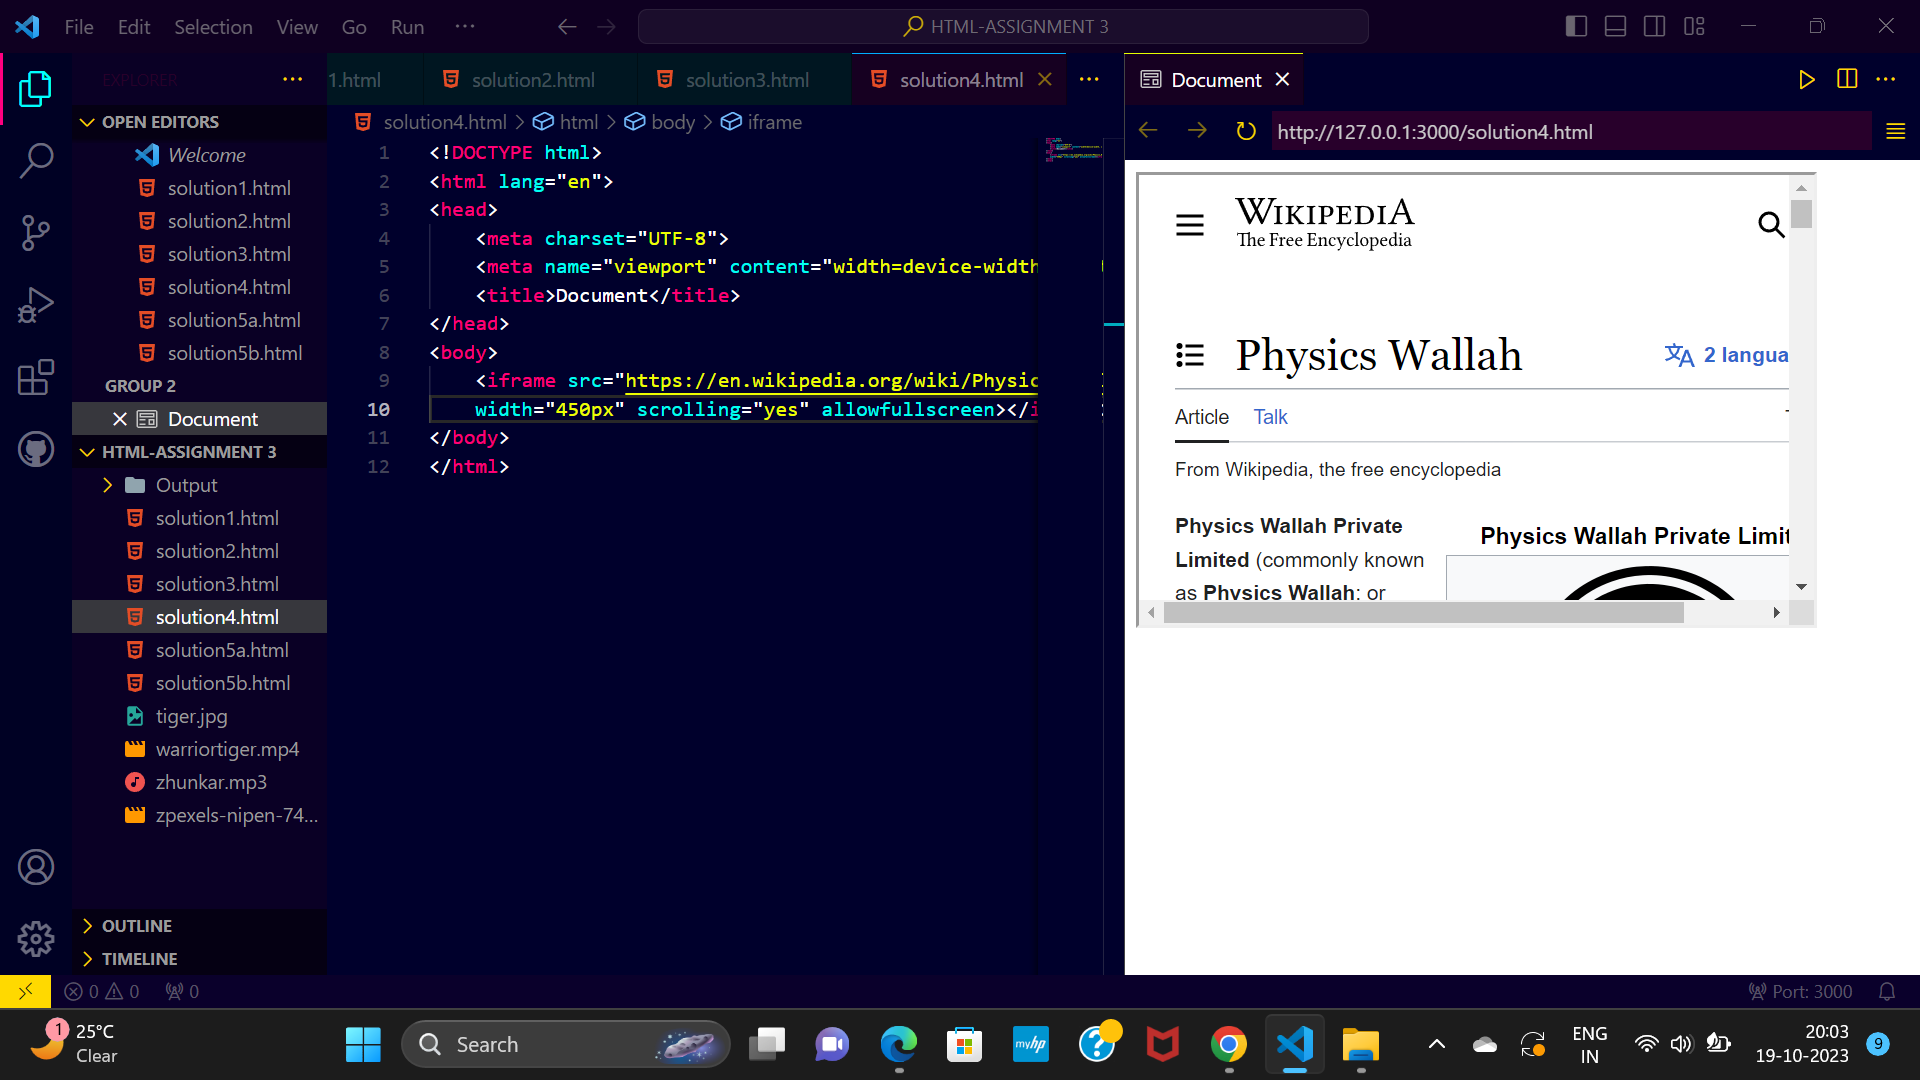 File Edit Selection View Go Run ···
HTML-ASSIGNMENT 3
EXPLORER
OPEN EDITORS
Welcome
solution1.html
solution2.html
solution3.html
solution4.html
solution5a.html
solution5b.html
GROUP 2
Document
HTML-ASSIGNMENT 3
Output
solution1.html
solution2.html
solution3.html
solution4.html
solution5a.html
solution5b.html
tiger.jpg
warriortiger.mp4
zhunkar.mp3
zpexels-nipen-74...
OUTLINE
TIMELINE
1.html solution2.html solution3.html solution4.html
solution4.html > html > body > iframe
1 <!DOCTYPE html>
2 <html lang="en">
3 <head>
4 <meta charset="UTF-8">
5 <meta name="viewport" content="width=device-width
6 <title>Document</title>
7 </head>
8 <body>
9 <iframe src="https://en.wikipedia.org/wiki/Physic
10 width="450px" scrolling="yes" allowfullscreen></i
11 </body>
12 </html>
Document
http://127.0.0.1:3000/solution4.html
WIKIPEDIA
The Free Encyclopedia
Physics Wallah
2 langua
Article Talk
From Wikipedia, the free encyclopedia
Physics Wallah Private
Limited (commonly known
as Physics Wallah; or
Physics Wallah Private Limit
0 0 0
Port: 3000
1
25°C
Clear
Search
myhp
ENG
IN
20:03
19-10-2023
9